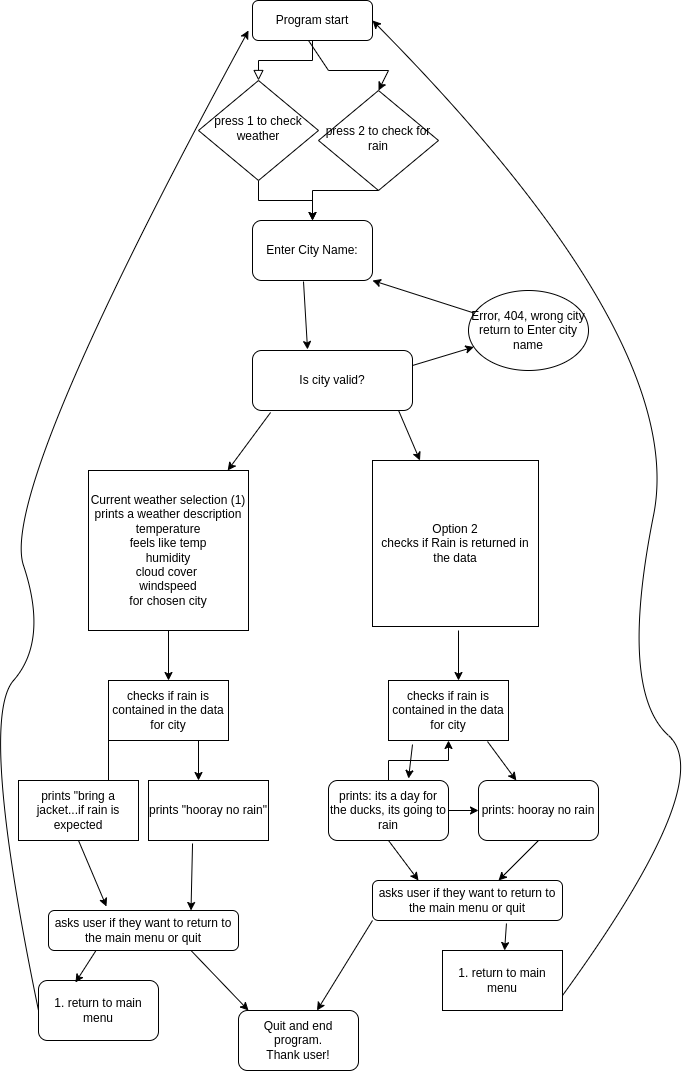 Program start
press 1 to check
weather
press 2 to check for
rain
Enter City Name:
Error, 404, wrong city
return to Enter city
name
Is city valid?
Current weather selection (1)
prints a weather description
temperature
feels like temp
humidity
cloud cover
windspeed
for chosen city
Option 2
checks if Rain is returned in
the data
checks if rain is
contained in the data
for city
checks if rain is
contained in the data
for city
prints "bring a
jacket...if rain is
expected
prints "hooray no rain"
prints: its a day for
the ducks, its going to
rain
prints: hooray no rain
asks user if they want to return to
the main menu or quit
asks user if they want to return to
the main menu or quit
1. return to main
menu
1. return to main
menu
Quit and end
program.
Thank user!